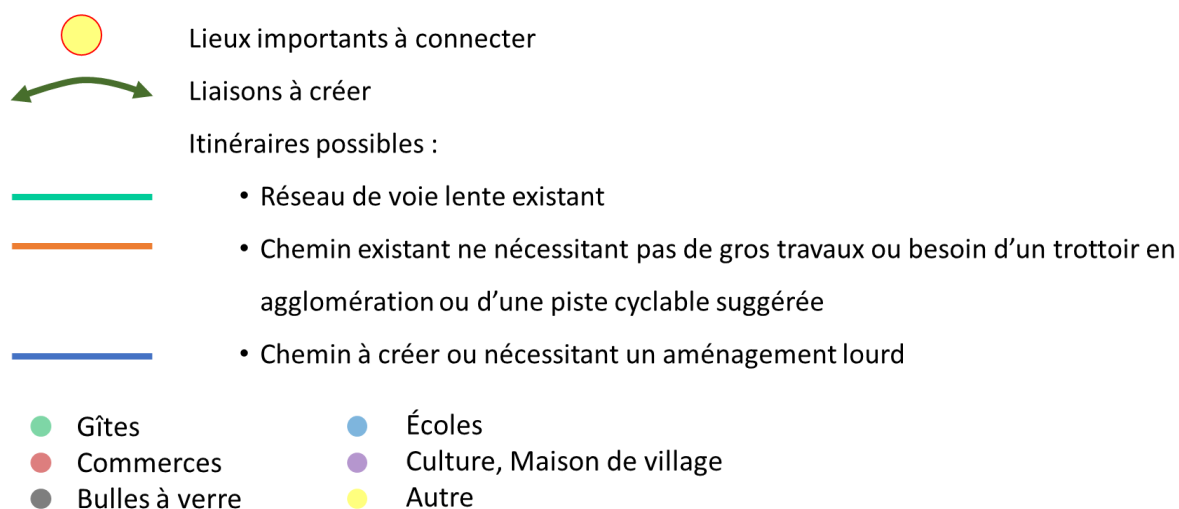 Lieux importants à connecter
Liaisons à créer
Itinéraires possibles :
• Réseau de voie lente existant
• Chemin existant ne nécessitant pas de gros travaux ou besoin d’un trottoir en
agglomération ou d’une piste cyclable suggérée
• Chemin à créer ou nécessitant un aménagement lourd
Gîtes
Commerces
Bulles à verre
Écoles
Culture, Maison de village
Autre